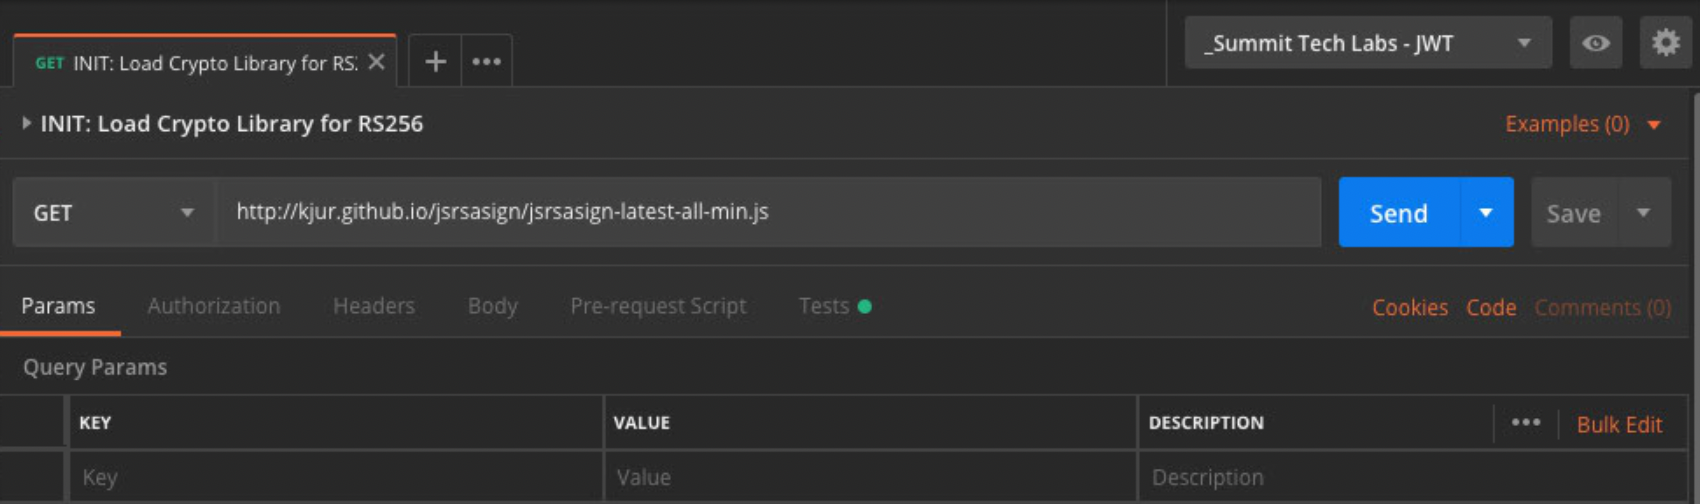 GET INIT: Load Crypto Library for RS:
_Summit Tech Labs - JWT
INIT: Load Crypto Library for RS256
Examples (0)
GET
http://kjur.github.io/jsrsasign/jsrsasign-latest-all-min.js
Send
Save
Params Authorization Headers Body Pre-request Script Tests
Cookies Code Comments (0)
Query Params
KEY VALUE DESCRIPTION
Bulk Edit
Key Value Description